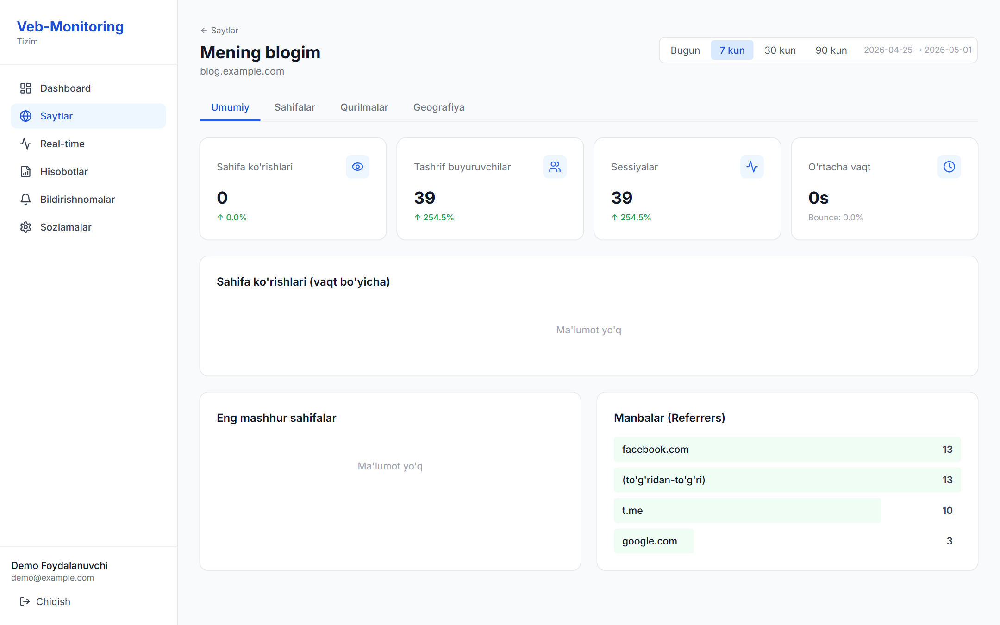 Veb-Monitoring
Tizim
Dashboard
Saytlar
Real-time
Hisobotlar
Bildirishnomalar
Sozlamalar
Demo Foydalanuvchi
demo@example.com
Chiqish
← Saytlar
Mening blogim
blog.example.com
Bugun 7 kun 30 kun 90 kun 2026-04-25 → 2026-05-01
Umumiy Sahifalar Qurilmalar Geografiya
Sahifa ko'rishlari
0
↑ 0.0%
Tashrif buyuruvchilar
39
↑ 254.5%
Sessiyalar
39
↑ 254.5%
O'rtacha vaqt
0s
Bounce: 0.0%
Sahifa ko'rishlari (vaqt bo'yicha)
Ma'lumot yo'q
Eng mashhur sahifalar
Ma'lumot yo'q
Manbalar (Referrers)
facebook.com 13
(to'g'ridan-to'g'ri) 13
t.me 10
google.com 3